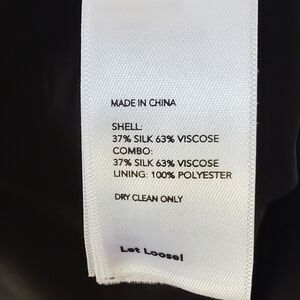 MADE IN CHINA
SHELL:
37% SILK 63% VISCOSE
COMBO:
37% SILK 63% VISCOSE
LINING: 100% POLYESTER
DRY CLEAN ONLY
Let Loose!